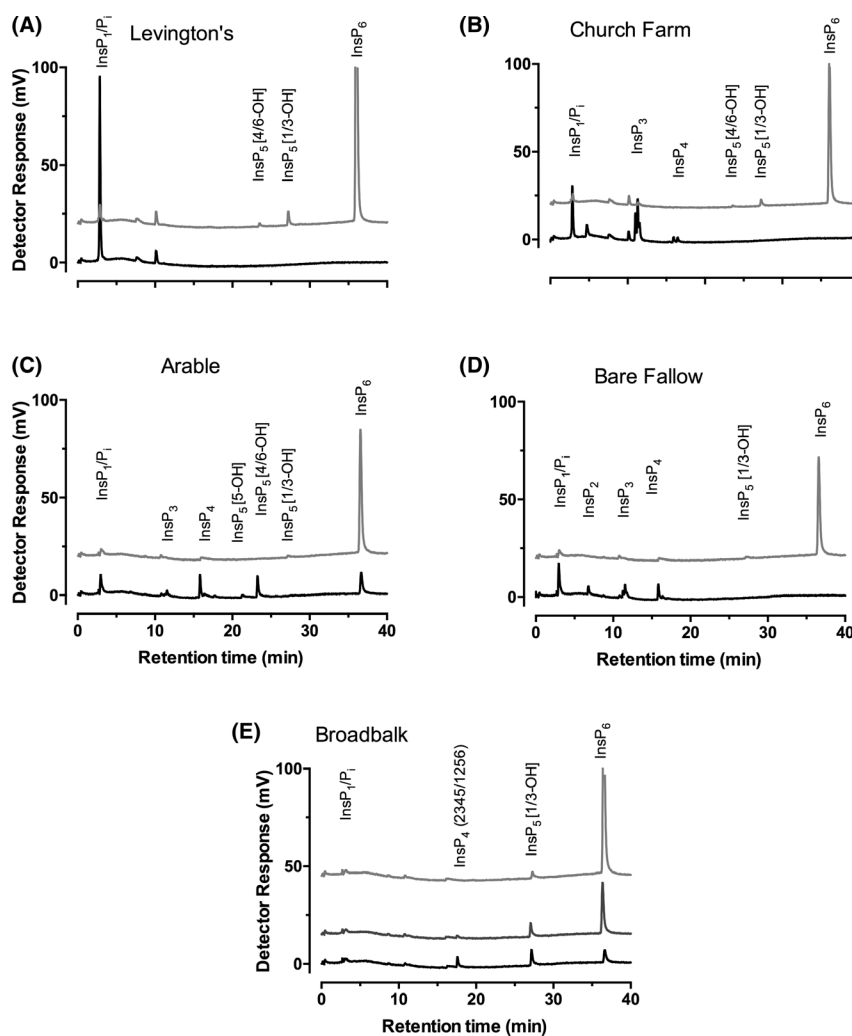 (A)
Levington's
InsP1/Pi
InsP5 [4/6-OH]
InsP5 [1/3-OH]
InsP6
Detector Response (mV)
100
50
0
(B)
Church Farm
InsP1/Pi
InsP3
InsP4
InsP5 [4/6-OH]
InsP5 [1/3-OH]
InsP6
Detector Response (mV)
100
50
0
(C)
Arable
InsP1/Pi
InsP3
InsP4
InsP5 [5-OH]
InsP5 [4/6-OH]
InsP5 [1/3-OH]
InsP6
Detector Response (mV)
100
50
0
0 10 20 30 40
Retention time (min)
(D)
Bare Fallow
InsP1/Pi
InsP2
InsP3
InsP4
InsP5 [1/3-OH]
InsP6
Detector Response (mV)
100
50
0
0 10 20 30 40
Retention time (min)
(E)
Broadbalk
InsP1/Pi
InsP4 (2345/1256)
InsP5 [1/3-OH]
InsP6
Detector Response (mV)
100
50
0
0 10 20 30 40
Retention time (min)